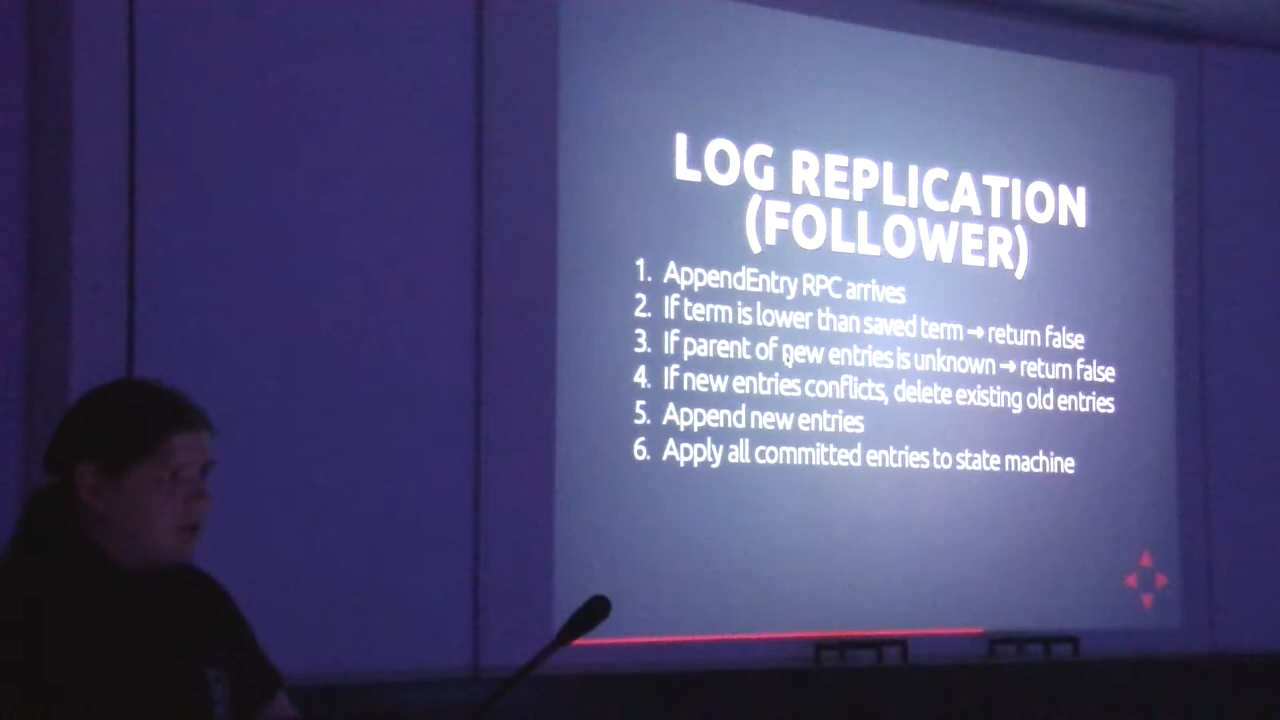 LOG REPLICATION
(FOLLOWER)
1. AppendEntry RPC arrives
2. If term is lower than saved term → return false
3. If parent of new entries is unknown → return false
4. If new entries conflicts, delete existing old entries
5. Append new entries
6. Apply all committed entries to state machine